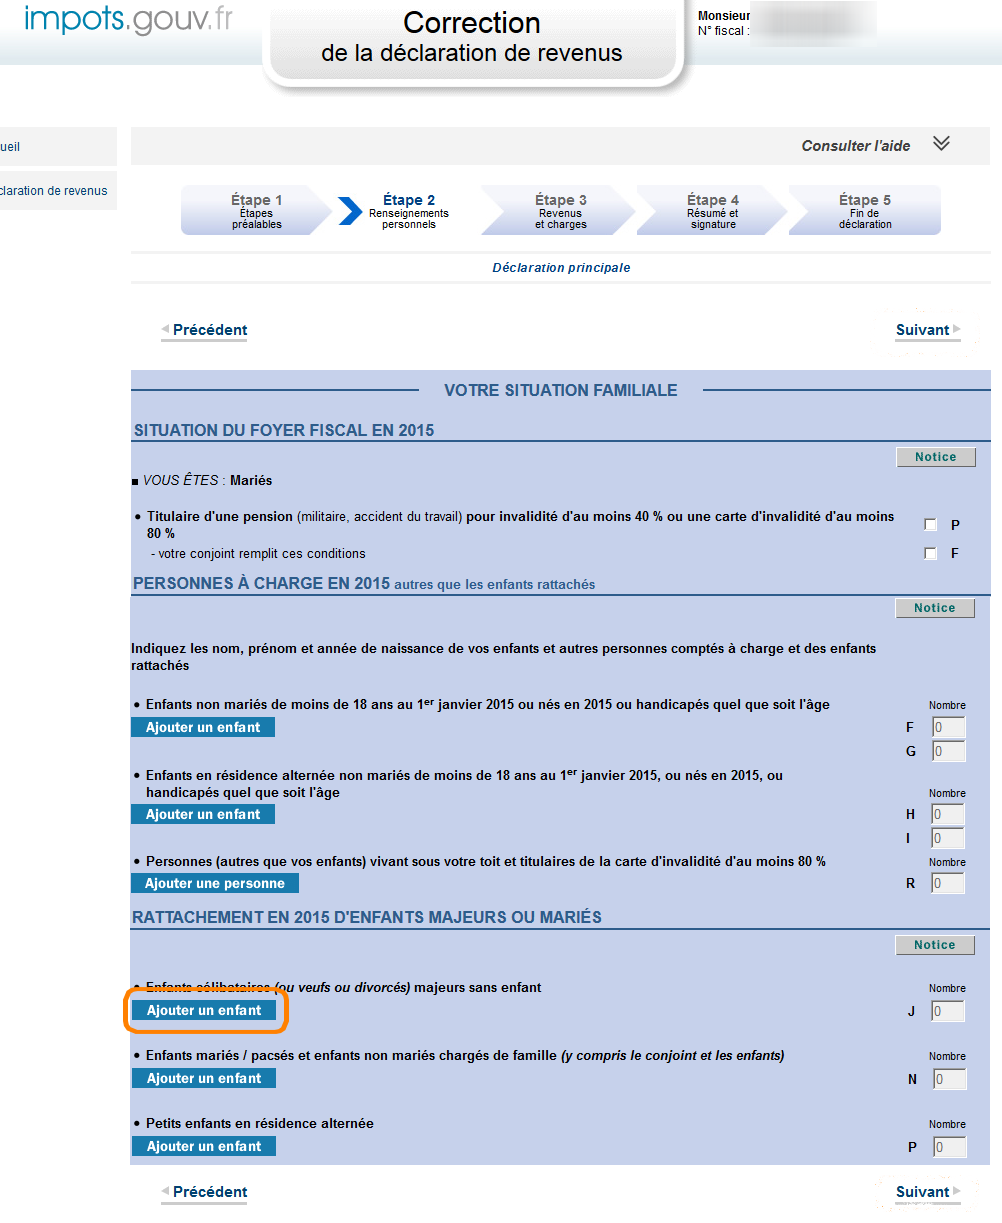 impots.gouv.fr
Correction
de la déclaration de revenus
Monsieur
N° fiscal :
ueil
Consulter l'aide
claration de revenus
Étape 1
Étapes
préalables
Étape 2
Renseignements
personnels
Étape 3
Revenus
et charges
Étape 4
Résumé et
signature
Étape 5
Fin de
déclaration
Déclaration principale
Précédent
Suivant
VOTRE SITUATION FAMILIALE
SITUATION DU FOYER FISCAL EN 2015
Notice
VOUS ÊTES : Mariés
• Titulaire d'une pension (militaire, accident du travail) pour invalidité d'au moins 40 % ou une carte d'invalidité d'au moins
80 %
P
- votre conjoint remplit ces conditions
F
PERSONNES À CHARGE EN 2015 autres que les enfants rattachés
Notice
Indiquez les nom, prénom et année de naissance de vos enfants et autres personnes comptés à charge et des enfants
rattachés
• Enfants non mariés de moins de 18 ans au 1er janvier 2015 ou nés en 2015 ou handicapés quel que soit l'âge
Nombre
Ajouter un enfant
F 0
G 0
• Enfants en résidence alternée non mariés de moins de 18 ans au 1er janvier 2015, ou nés en 2015, ou
handicapés quel que soit l'âge
Nombre
Ajouter un enfant
H 0
I 0
• Personnes (autres que vos enfants) vivant sous votre toit et titulaires de la carte d'invalidité d'au moins 80 %
Nombre
Ajouter une personne
R 0
RATTACHEMENT EN 2015 D'ENFANTS MAJEURS OU MARIÉS
Notice
• Enfants célibataires (ou veufs ou divorcés) majeurs sans enfant
Nombre
Ajouter un enfant
J 0
• Enfants mariés / pacsés et enfants non mariés chargés de famille (y compris le conjoint et les enfants)
Nombre
Ajouter un enfant
N 0
• Petits enfants en résidence alternée
Nombre
Ajouter un enfant
P 0
Précédent
Suivant